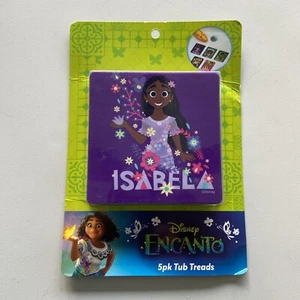 ISABELA
Disney
ENCANTO
5pk Tub Treads